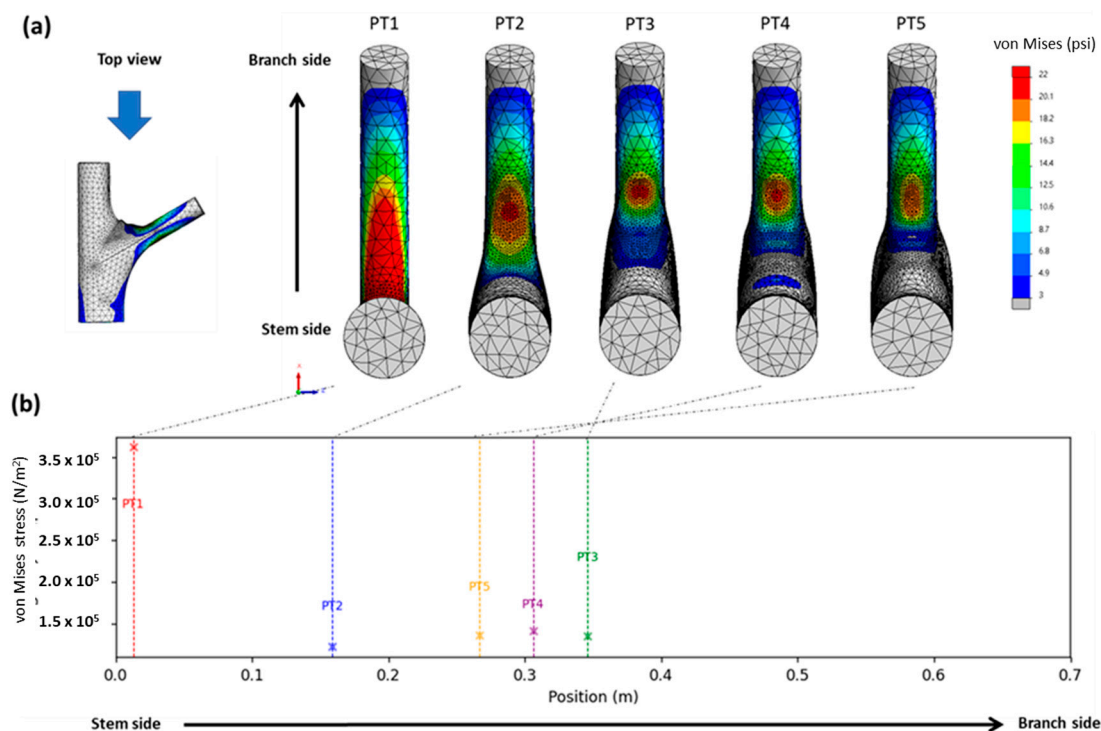 (a)
PT1 PT2 PT3 PT4 PT5
von Mises (psi)
Top view
Branch side
Stem side
22
20.1
18.2
16.3
14.4
12.5
10.6
8.7
6.8
4.9
3
(b)
von Mises stress (N/m²)
3.5 x 10⁵
3.0 x 10⁵
2.5 x 10⁵
2.0 x 10⁵
1.5 x 10⁵
PT1
PT2
PT5
PT4
PT3
0.0 0.1 0.2 0.3 0.4 0.5 0.6 0.7
Position (m)
Stem side Branch side